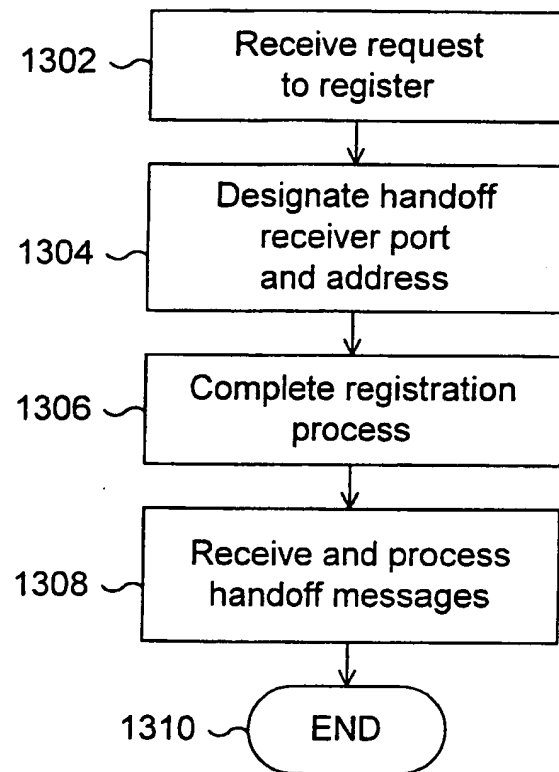 1302
Receive request
to register
1304
Designate handoff
receiver port
and address
1306
Complete registration
process
1308
Receive and process
handoff messages
1310
END